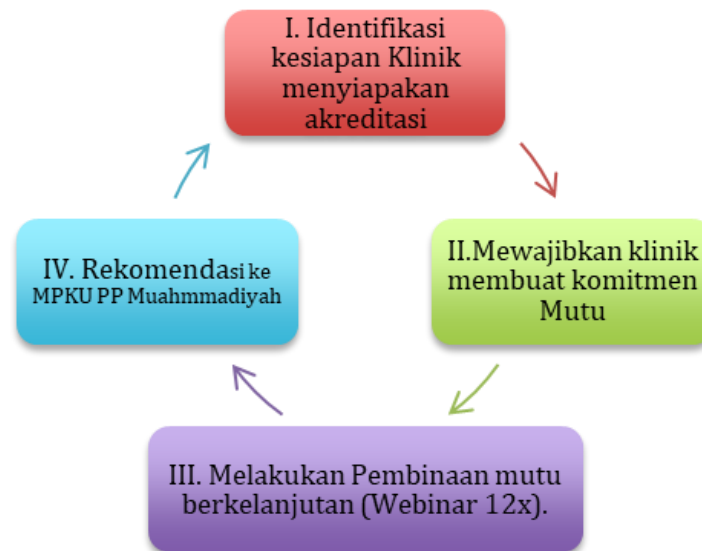 I. Identifikasi
kesiapan Klinik
menyiapakan
akreditasi
II.Mewajibkan klinik
membuat komitmen
Mutu
III. Melakukan Pembinaan mutu
berkelanjutan (Webinar 12x).
IV. Rekomendasi ke
MPKU PP Muahmmadiyah